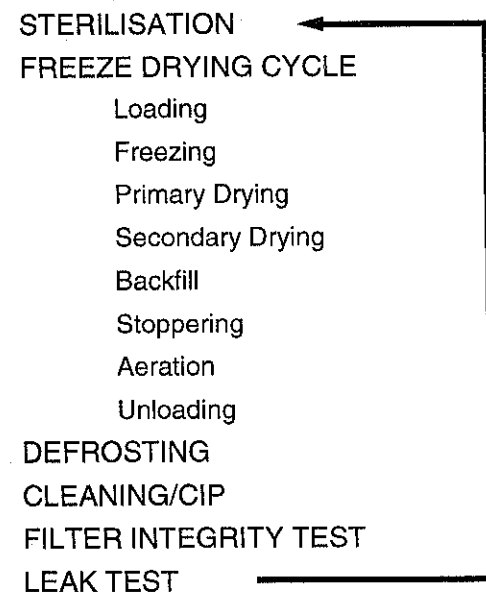 STERILISATION
FREEZE DRYING CYCLE
Loading
Freezing
Primary Drying
Secondary Drying
Backfill
Stoppering
Aeration
Unloading
DEFROSTING
CLEANING/CIP
FILTER INTEGRITY TEST
LEAK TEST